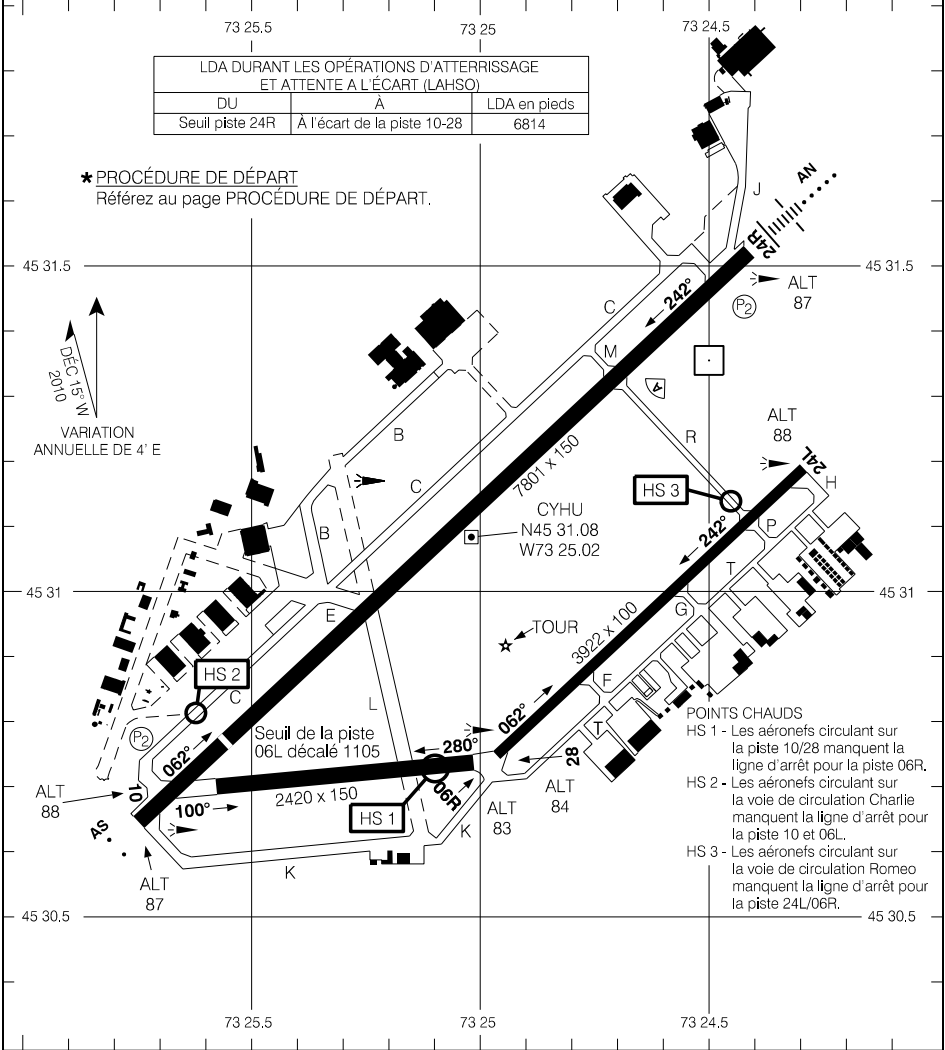 73 25.5
73 25
73 24.5
LDA DURANT LES OPÉRATIONS D'ATTERRISSAGE
ET ATTENTE A L'ÉCART (LAHSO)
DU
À
LDA en pieds
Seuil piste 24R
À l'écart de la piste 10-28
6814
* PROCÉDURE DE DÉPART
Référez au page PROCÉDURE DE DÉPART.
J
AN
24R
45 31.5
45 31.5
242°
ALT
87
P2
C
M
A
DÉC 15° W
2010
VARIATION
ANNUELLE DE 4' E
ALT
88
24L
R
B
C
7801 x 150
HS 3
H
P
CYHU
N45 31.08
W73 25.02
B
242°
T
45 31
45 31
E
G
TOUR
3922 x 100
HS 2
C
F
L
P2
062°
Seuil de la piste
06L décalé 1105
062°
T
280°
28
ALT
88
10
100°
2420 x 150
06R
HS 1
ALT
83
ALT
84
AS
K
K
ALT
87
POINTS CHAUDS
HS 1 - Les aéronefs circulant sur
la piste 10/28 manquent la
ligne d'arrêt pour la piste 06R.
HS 2 - Les aéronefs circulant sur
la voie de circulation Charlie
manquent la ligne d'arrêt pour
la piste 10 et 06L.
HS 3 - Les aéronefs circulant sur
la voie de circulation Romeo
manquent la ligne d'arrêt pour
la piste 24L/06R.
45 30.5
45 30.5
73 25.5
73 25
73 24.5